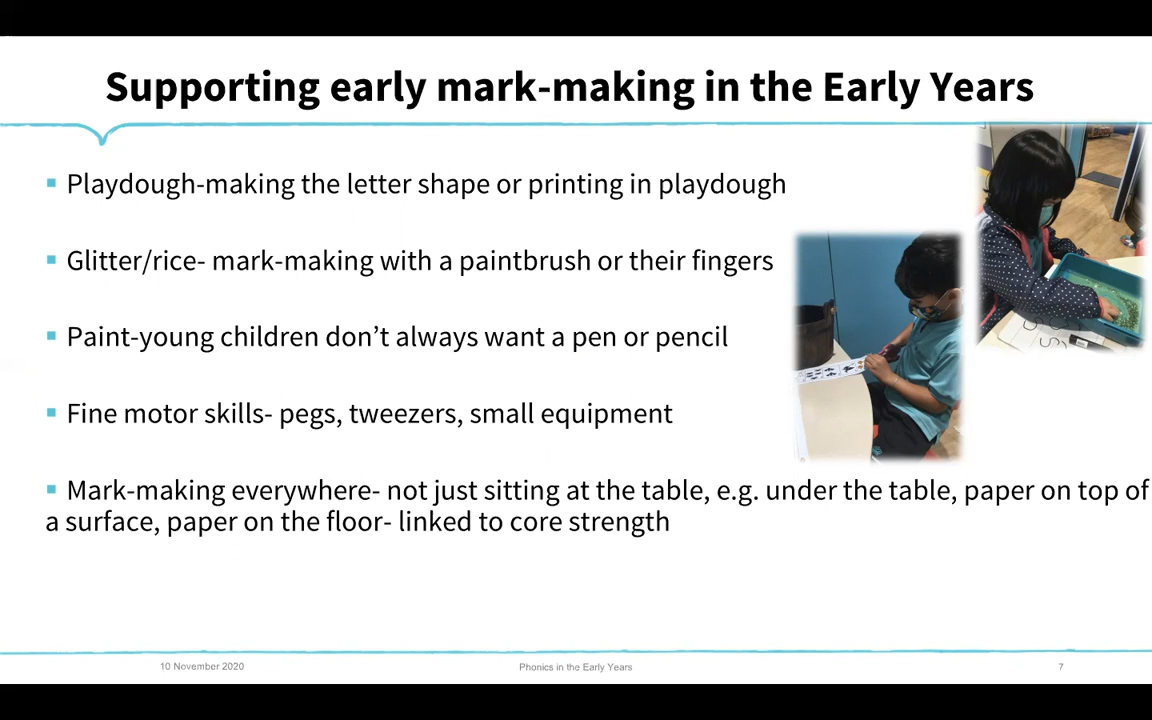 Supporting early mark-making in the Early Years
▪ Playdough-making the letter shape or printing in playdough
▪ Glitter/rice- mark-making with a paintbrush or their fingers
▪ Paint-young children don’t always want a pen or pencil
▪ Fine motor skills- pegs, tweezers, small equipment
▪ Mark-making everywhere- not just sitting at the table, e.g. under the table, paper on top of
a surface, paper on the floor- linked to core strength
10 November 2020
Phonics in the Early Years
7